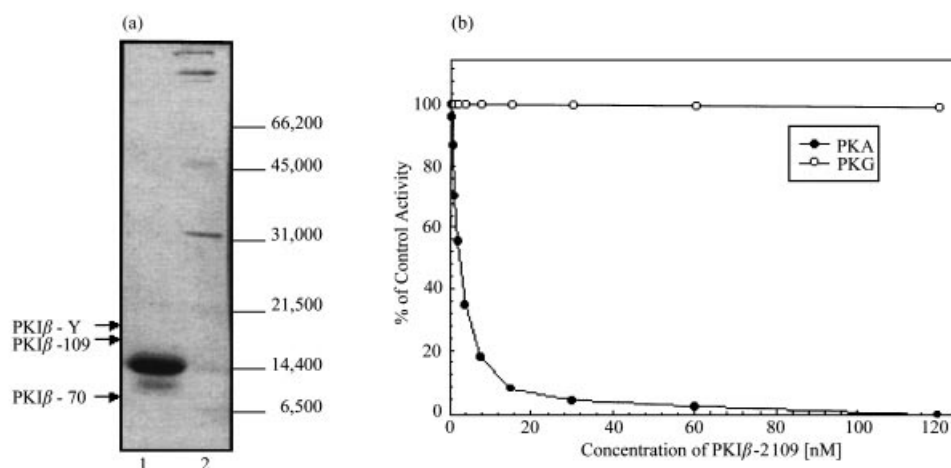 (a)
66,200
45,000
31,000
21,500
14,400
6,500
PKIβ - Y
PKIβ -109
PKIβ - 70
1 2
(b)
% of Control Activity
100
80
60
40
20
0
PKA
PKG
0 20 40 60 80 100 120
Concentration of PKIβ-2109 [nM]